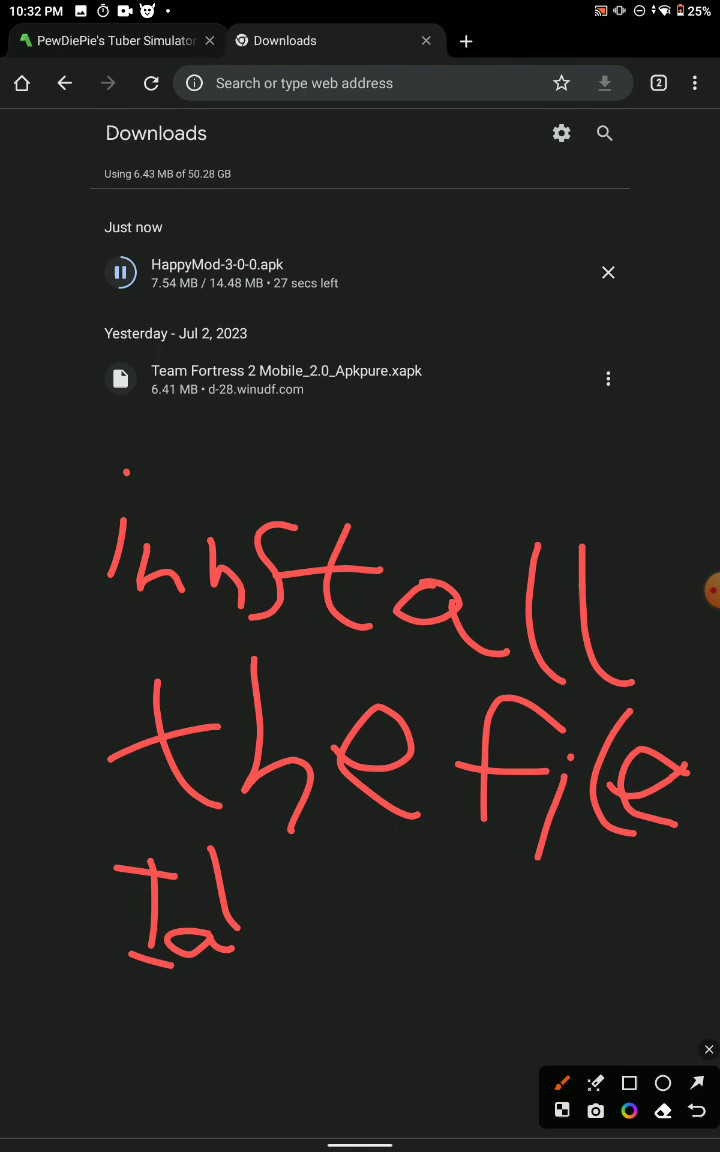 10:32 PM 25%
PewDiePie's Tuber Simulator Downloads
Search or type web address 2
Downloads
Using 6.43 MB of 50.28 GB
Just now
HappyMod-3-0-0.apk
7.54 MB / 14.48 MB • 27 secs left
Yesterday - Jul 2, 2023
Team Fortress 2 Mobile_2.0_Apkpure.xapk
6.41 MB • d-28.winudf.com
innstall
the file
Id